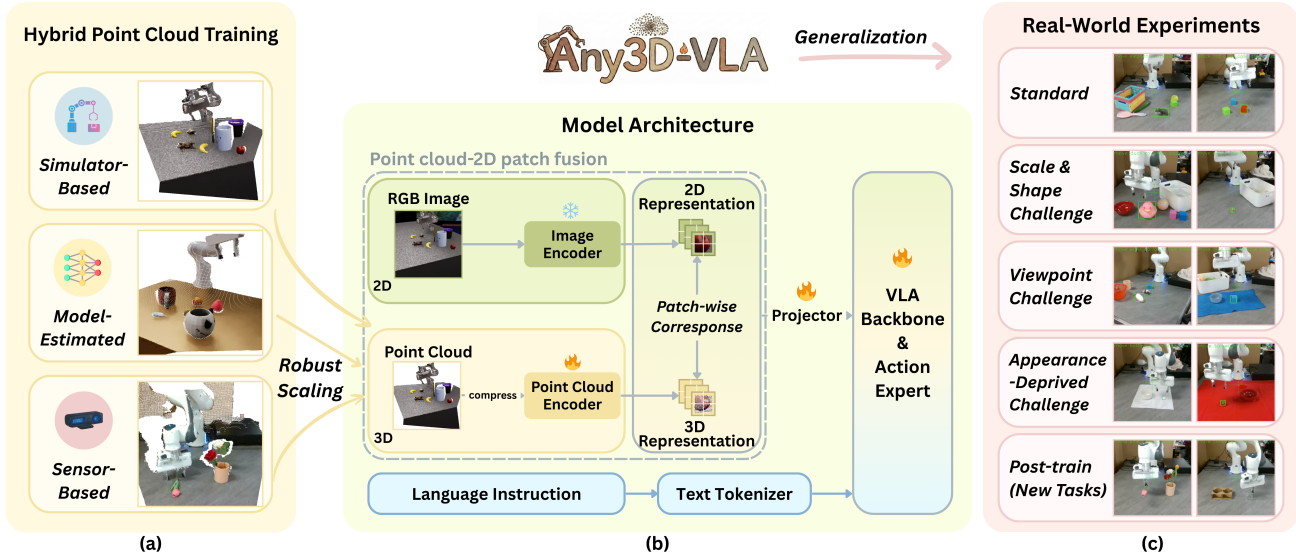 Hybrid Point Cloud Training
Simulator-
Based
Model-
Estimated
Sensor-
Based
Robust
Scaling
(a)
Any3D-VLA
Generalization
Model Architecture
Point cloud-2D patch fusion
RGB Image
2D
Image
Encoder
2D
Representation
Patch-wise
Corresponse
Point Cloud
3D
compress
Point Cloud
Encoder
3D
Representation
Projector
VLA
Backbone
&
Action
Expert
Language Instruction
Text Tokenizer
(b)
Real-World Experiments
Standard
Scale &
Shape
Challenge
Viewpoint
Challenge
Appearance
-Deprived
Challenge
Post-train
(New Tasks)
(c)